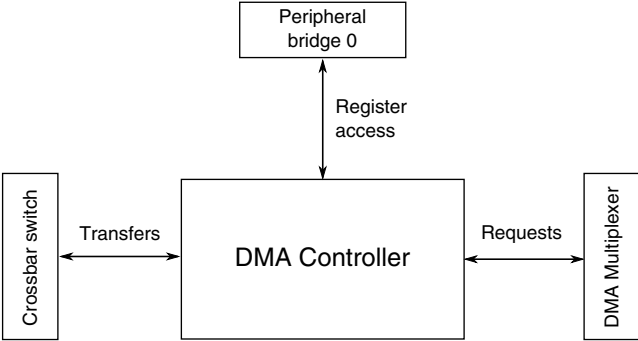 Peripheral
bridge 0
Register
access
Crossbar switch
Transfers
DMA Controller
Requests
DMA Multiplexer